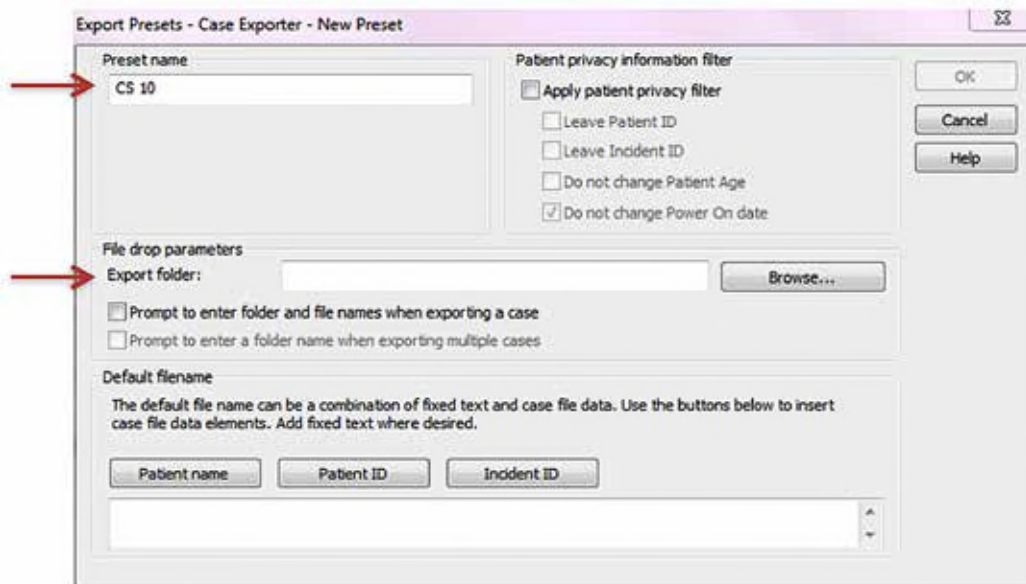 Export Presets - Case Exporter - New Preset
Preset name
CS 10
Patient privacy information filter
Apply patient privacy filter
Leave Patient ID
Leave Incident ID
Do not change Patient Age
Do not change Power On date
OK
Cancel
Help
File drop parameters
Export folder:
Browse...
Prompt to enter folder and file names when exporting a case
Prompt to enter a folder name when exporting multiple cases
Default filename
The default file name can be a combination of fixed text and case file data. Use the buttons below to insert
case file data elements. Add fixed text where desired.
Patient name
Patient ID
Incident ID